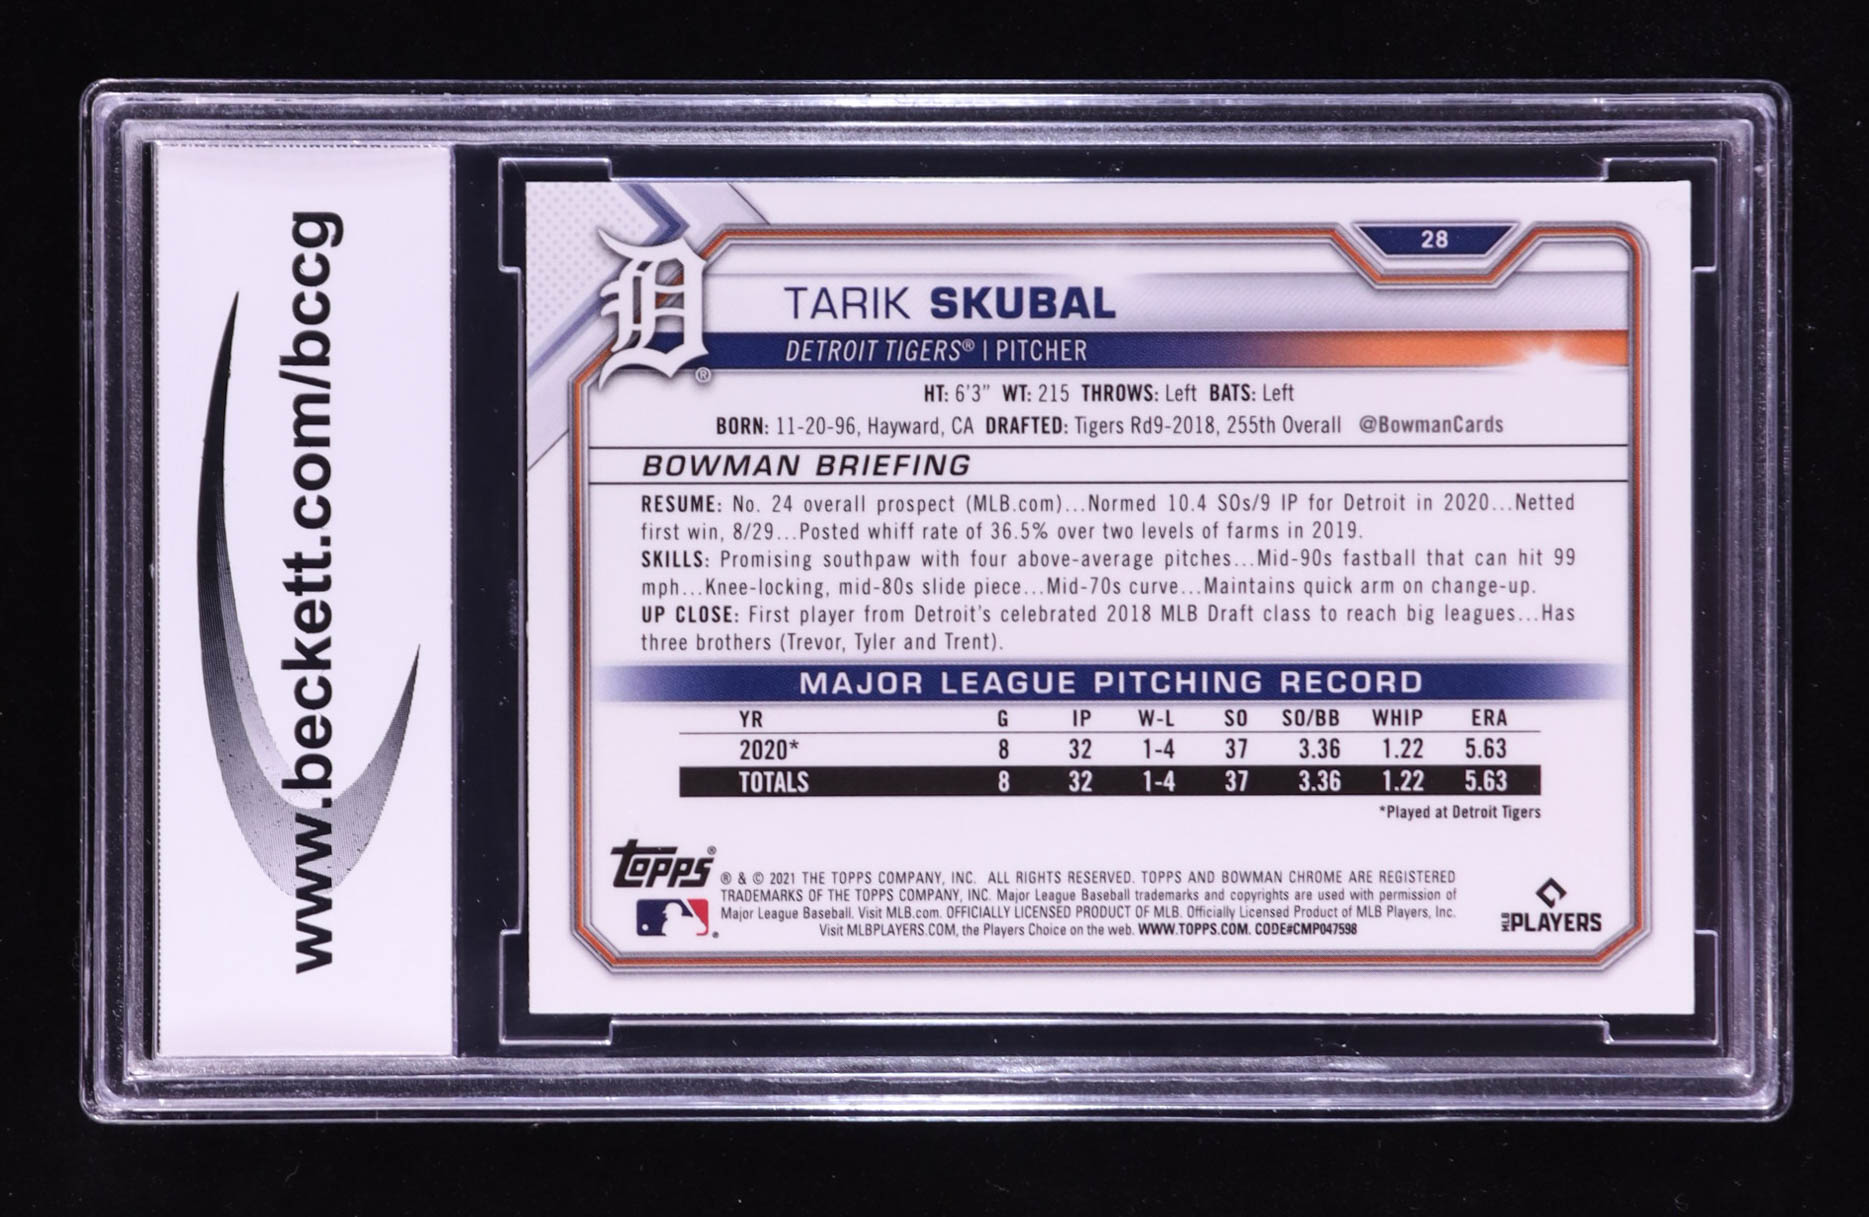 www.beckett.com/bccg
28
TARIK SKUBAL
DETROIT TIGERS® | PITCHER
HT: 6'3" WT: 215 THROWS: Left BATS: Left
BORN: 11-20-96, Hayward, CA DRAFTED: Tigers Rd9-2018, 255th Overall @BowmanCards
BOWMAN BRIEFING
RESUME: No. 24 overall prospect (MLB.com)...Normed 10.4 SOs/9 IP for Detroit in 2020...Netted
first win, 8/29...Posted whiff rate of 36.5% over two levels of farms in 2019.
SKILLS: Promising southpaw with four above-average pitches...Mid-90s fastball that can hit 99
mph...Knee-locking, mid-80s slide piece...Mid-70s curve...Maintains quick arm on change-up.
UP CLOSE: First player from Detroit's celebrated 2018 MLB Draft class to reach big leagues...Has
three brothers (Trevor, Tyler and Trent).
MAJOR LEAGUE PITCHING RECORD
YR G IP W-L SO SO/BB WHIP ERA
2020* 8 32 1-4 37 3.36 1.22 5.63
TOTALS 8 32 1-4 37 3.36 1.22 5.63
*Played at Detroit Tigers
topps®
® & © 2021 THE TOPPS COMPANY, INC. ALL RIGHTS RESERVED. TOPPS AND BOWMAN CHROME ARE REGISTERED
TRADEMARKS OF THE TOPPS COMPANY, INC. Major League Baseball trademarks and copyrights are used with permission of
Major League Baseball. Visit MLB.com. OFFICIALLY LICENSED PRODUCT OF MLB. Officially Licensed Product of MLB Players, Inc.
Visit MLBPLAYERS.COM, the Players Choice on the web. WWW.TOPPS.COM. CODE#CMP047598
MLB PLAYERS